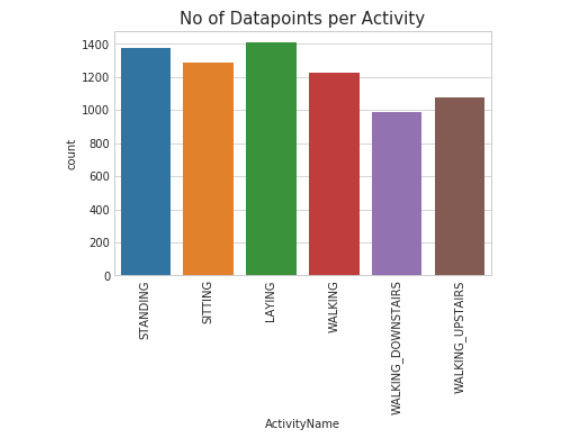 No of Datapoints per Activity
count
1400
1200
1000
800
600
400
200
0
STANDING
SITTING
LAYING
WALKING
WALKING_DOWNSTAIRS
WALKING_UPSTAIRS
ActivityName